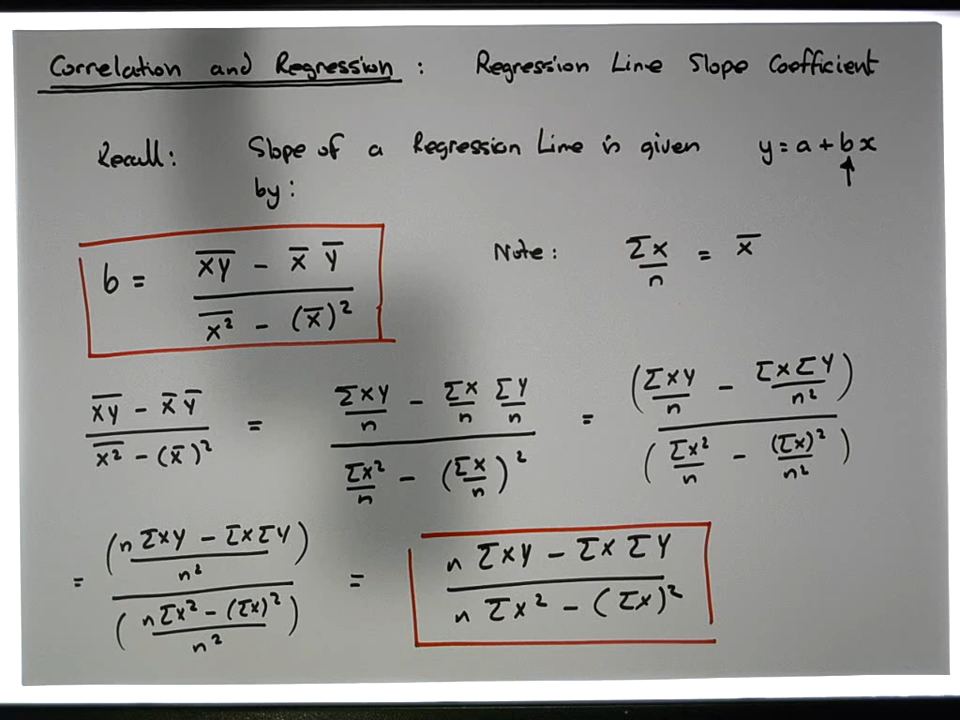 Correlation and Regression : Regression Line Slope Coefficient
Recall: Slope of a Regression Line is given y = a + bx
by: ↑
b = (x̅y̅ - x̅ y̅) / (x̅²̅ - (x̅)²) Note: Σx/n = x̅
(x̅y̅ - x̅ y̅) / (x̅²̅ - (x̅)²) = (Σxy/n - Σx/n Σy/n) / (Σx²/n - (Σx/n)²) = (Σxy/n - ΣxΣy/n²) / (Σx²/n - (Σx)²/n²)
= ((nΣxy - ΣxΣy)/n²) / ((nΣx² - (Σx)²)/n²) = (nΣxy - ΣxΣy) / (nΣx² - (Σx)²)